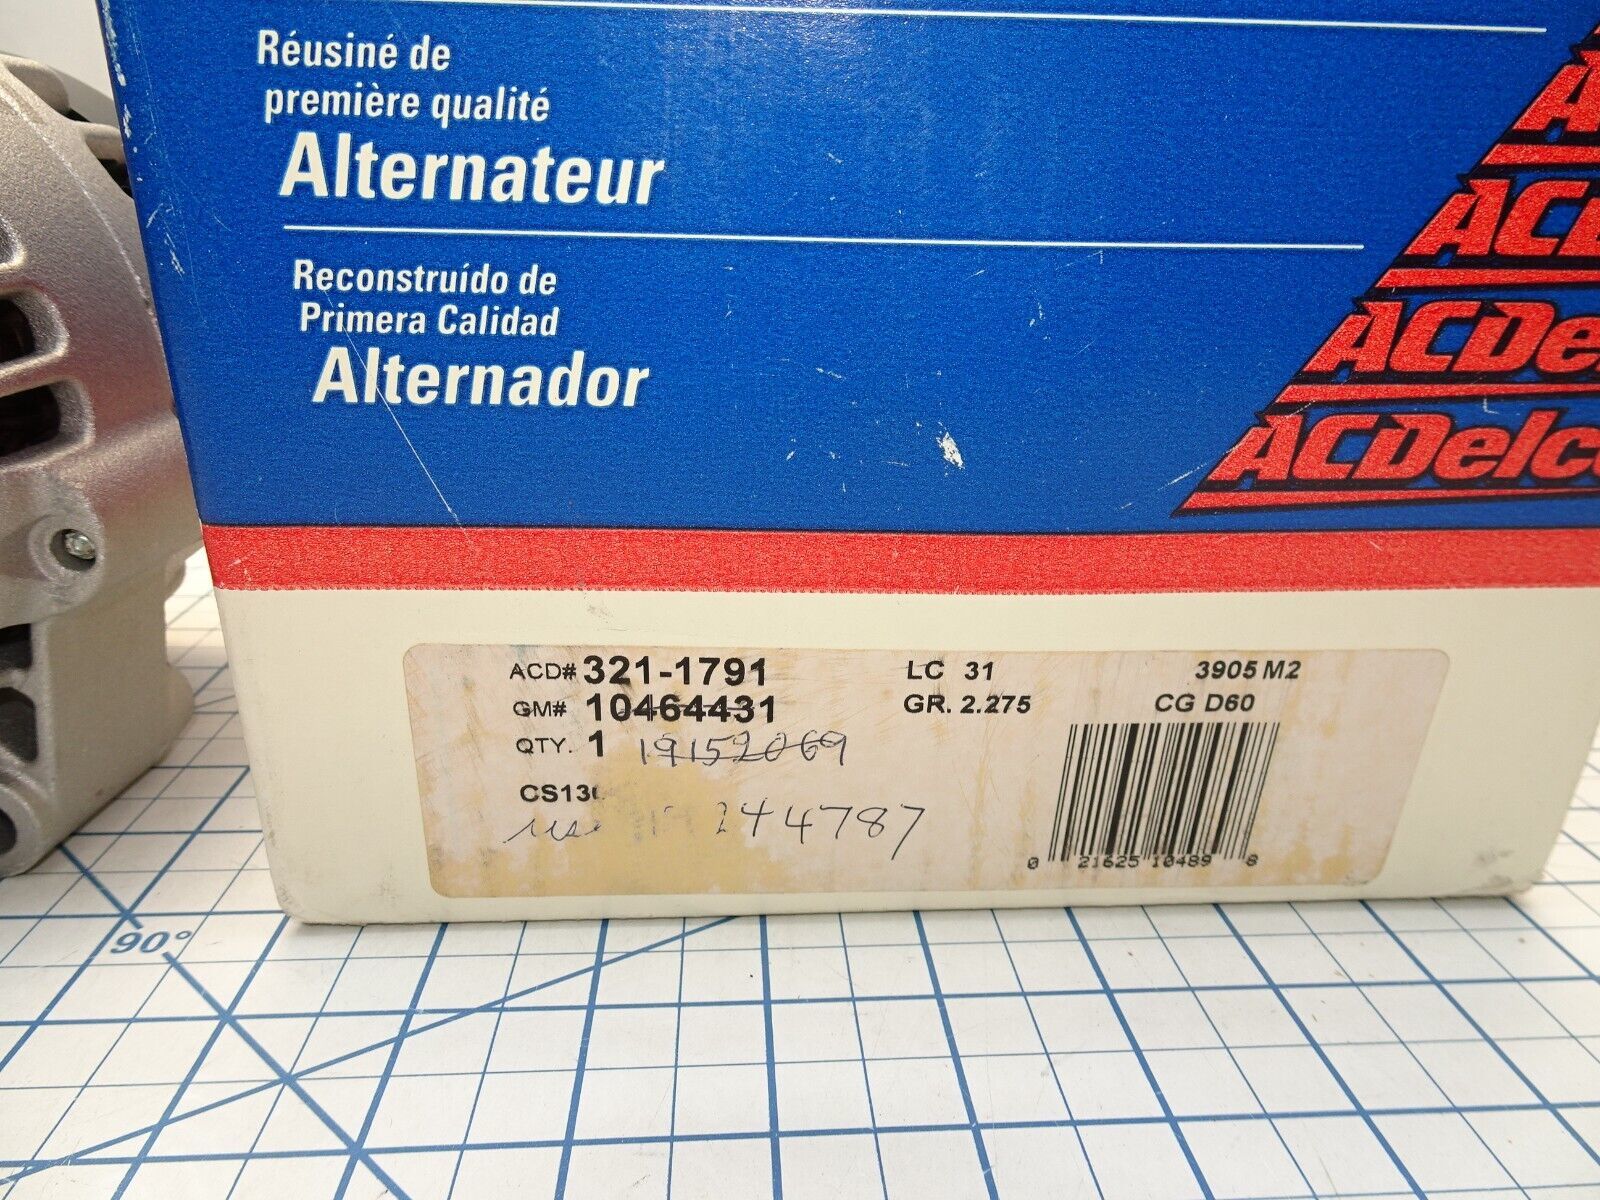 Réusiné de
première qualité
Alternateur
Reconstruído de
Primera Calidad
Alternador
ACDelco
ACD# 321-1791 LC 31 3905 M2
GM# 10464431 GR. 2.275 CG D60
QTY. 1 19152069
CS130
244787
0 21625 10489 8
90°